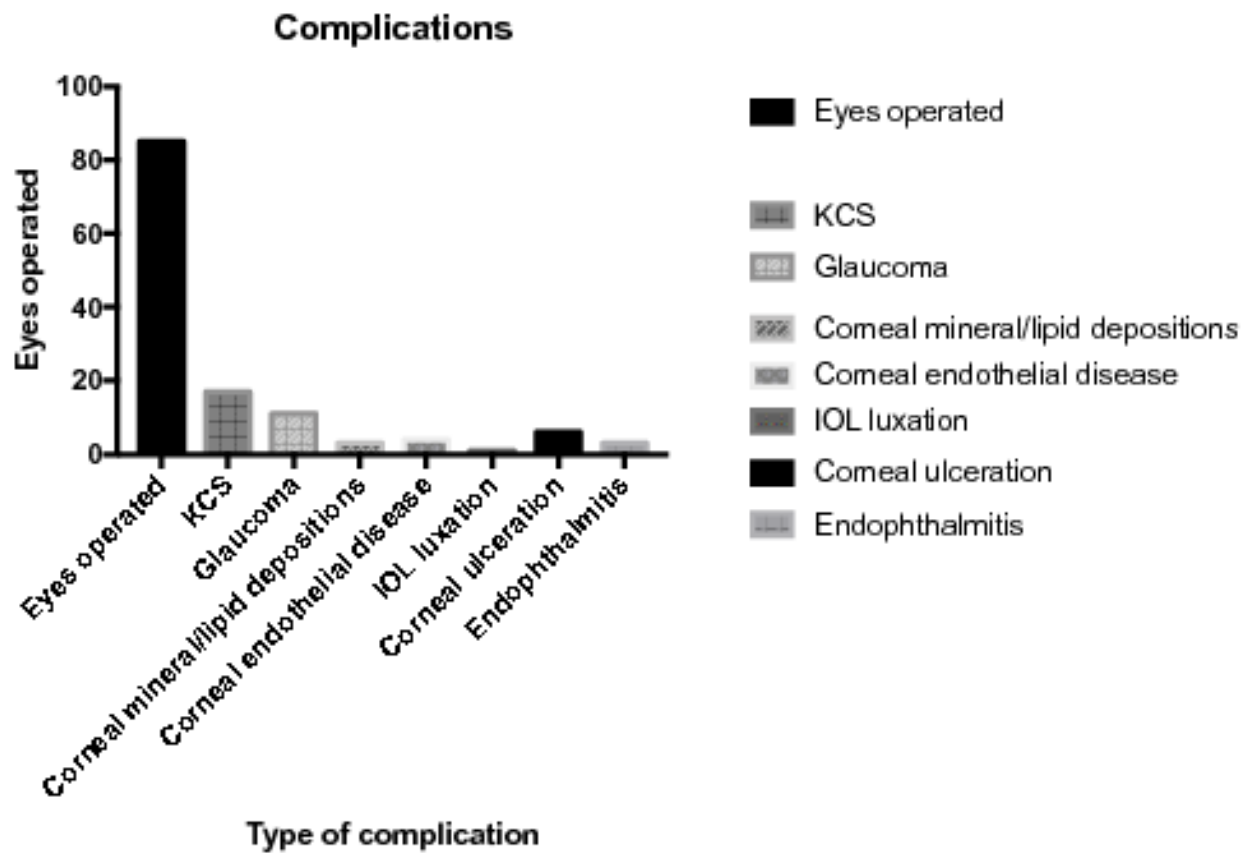 Complications
Eyes operated
100
80
60
40
20
0
Eyes operated
KCS
Glaucoma
Corneal mineral/lipid depositions
Corneal endothelial disease
IOL luxation
Corneal ulceration
Endophthalmitis
Type of complication
Eyes operated
KCS
Glaucoma
Corneal mineral/lipid depositions
Corneal endothelial disease
IOL luxation
Corneal ulceration
Endophthalmitis